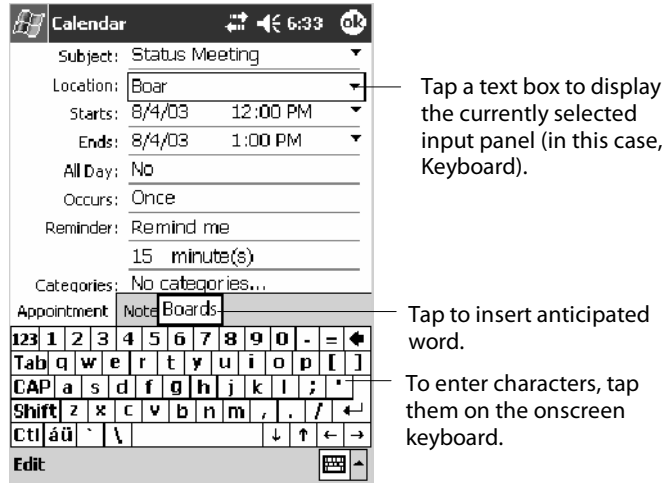 Calendar 6:33 ok
Subject: Status Meeting
Location: Boar
Starts: 8/4/03 12:00 PM
Ends: 8/4/03 1:00 PM
All Day: No
Occurs: Once
Reminder: Remind me
15 minute(s)
Categories: No categories...
Appointment Note Boards
123 1 2 3 4 5 6 7 8 9 0 - =
Tab q w e r t y u i o p [ ]
CAP a s d f g h j k l ; '
Shift z x c v b n m , . /
Ctl áü ` \ ↓ ↑ ← →
Edit
Tap a text box to display
the currently selected
input panel (in this case,
Keyboard).
Tap to insert anticipated
word.
To enter characters, tap
them on the onscreen
keyboard.